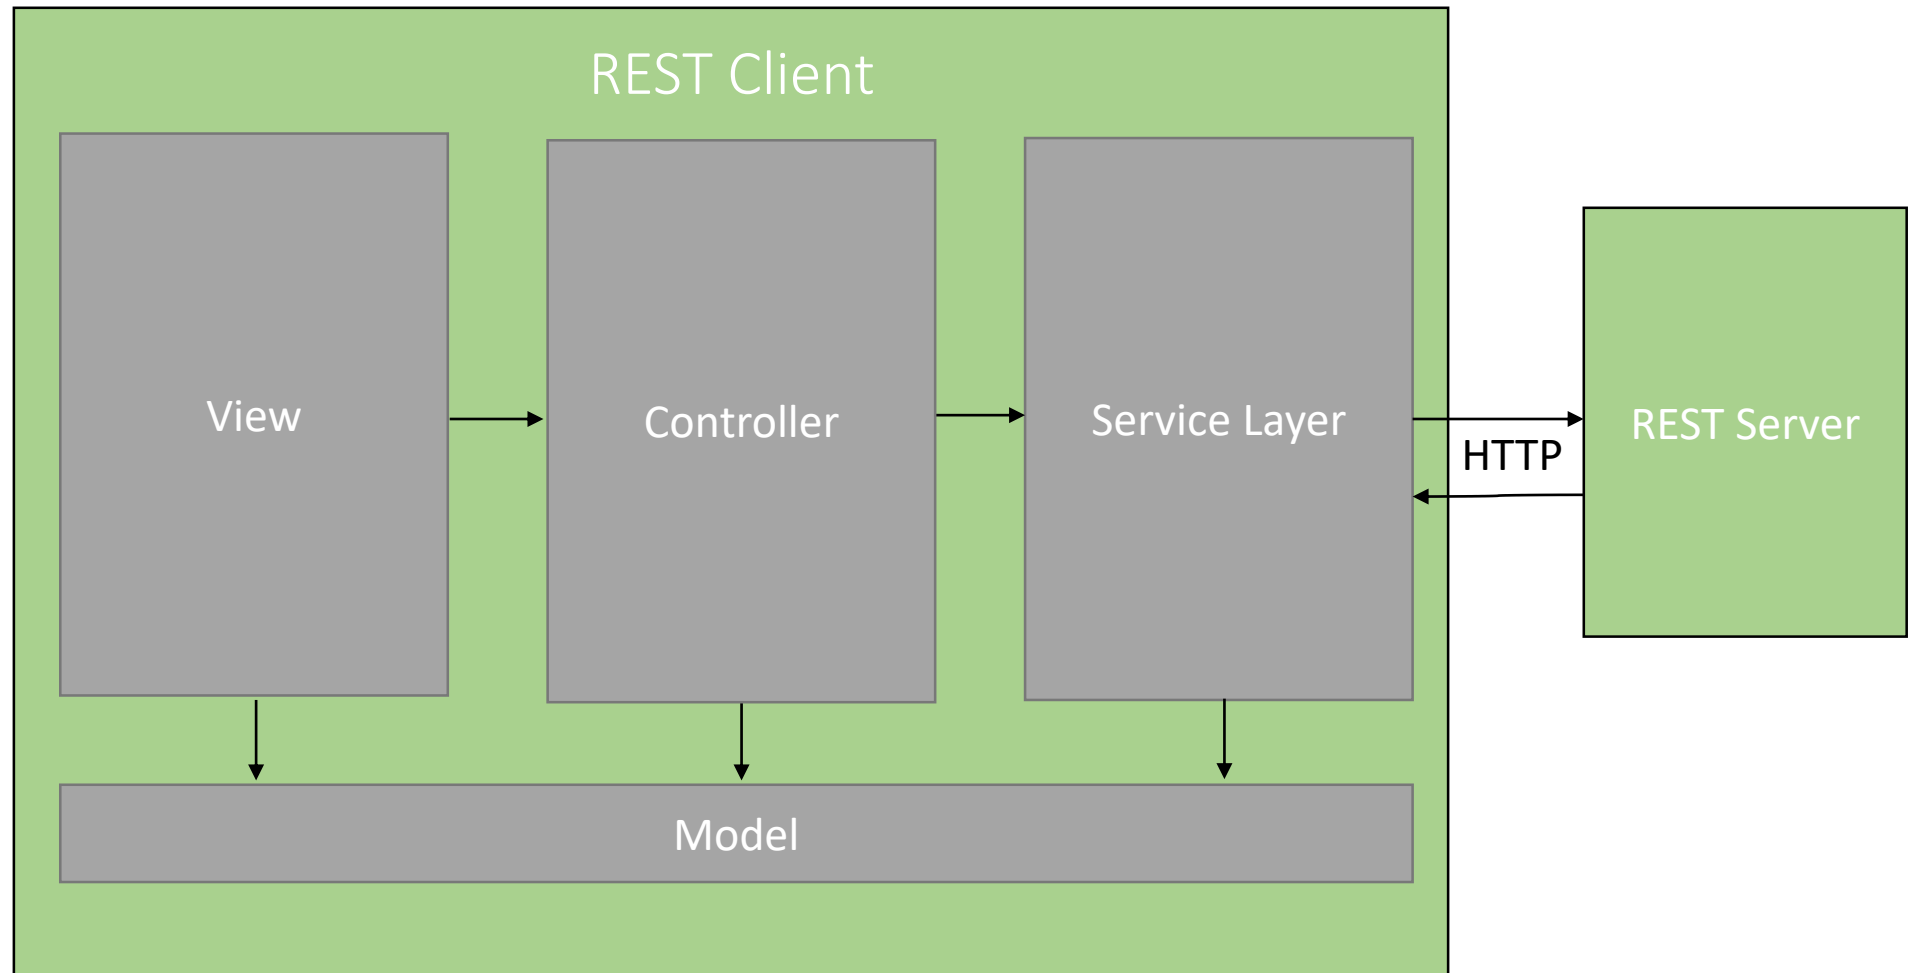 REST Client
View
Controller
Service Layer
HTTP
REST Server
Model